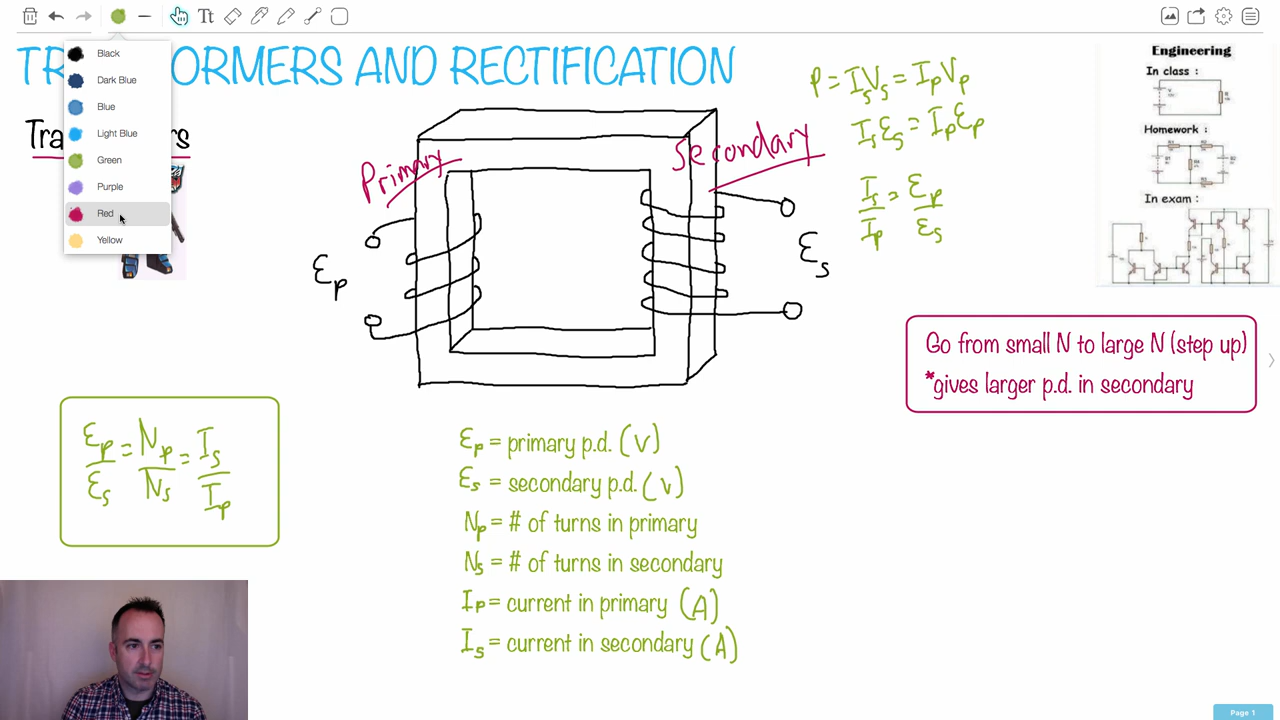 Tt
TR ORMERS AND RECTIFICATION
Black
Dark Blue
Blue
Light Blue
Green
Purple
Red
Yellow
Tra ers
Primary
Secondary
εp
εs
P = IsVs = IpVp
Isεs = Ipεp
Is/Ip = εp/εs
Engineering
In class :
Homework :
In exam :
Go from small N to large N (step up)
*gives larger p.d. in secondary
εp/εs = Np/Ns = Is/Ip
εp = primary p.d. (V)
εs = secondary p.d. (V)
Np = # of turns in primary
Ns = # of turns in secondary
Ip = current in primary (A)
Is = current in secondary (A)
Page 1